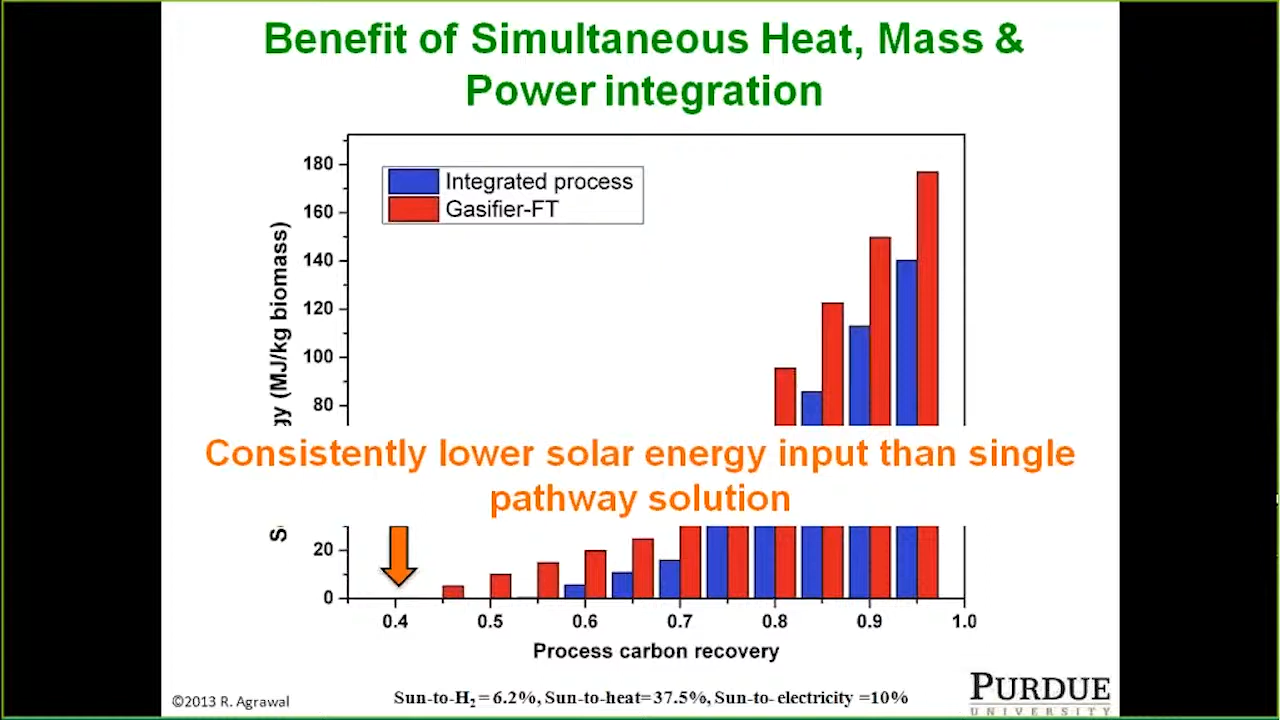 Benefit of Simultaneous Heat, Mass &
Power integration
180
160
140
120
100
80
20
0
Integrated process
Gasifier-FT
gy (MJ/kg biomass)
S
Consistently lower solar energy input than single
pathway solution
0.4 0.5 0.6 0.7 0.8 0.9 1.0
Process carbon recovery
©2013 R. Agrawal
Sun-to-H₂ = 6.2%, Sun-to-heat= 37.5%, Sun-to- electricity =10%
PURDUE
UNIVERSITY